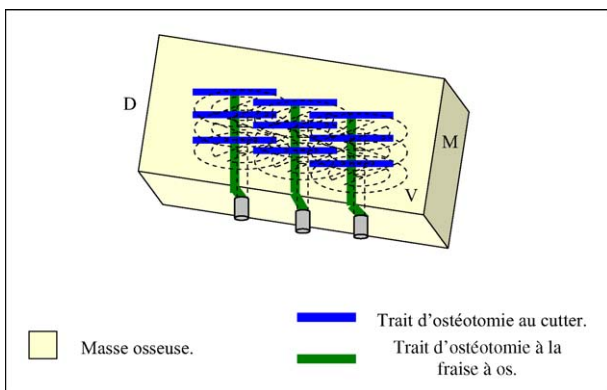 D
M
V
Trait d'ostéotomie au cutter.
Masse osseuse.
Trait d'ostéotomie à la
fraise à os.